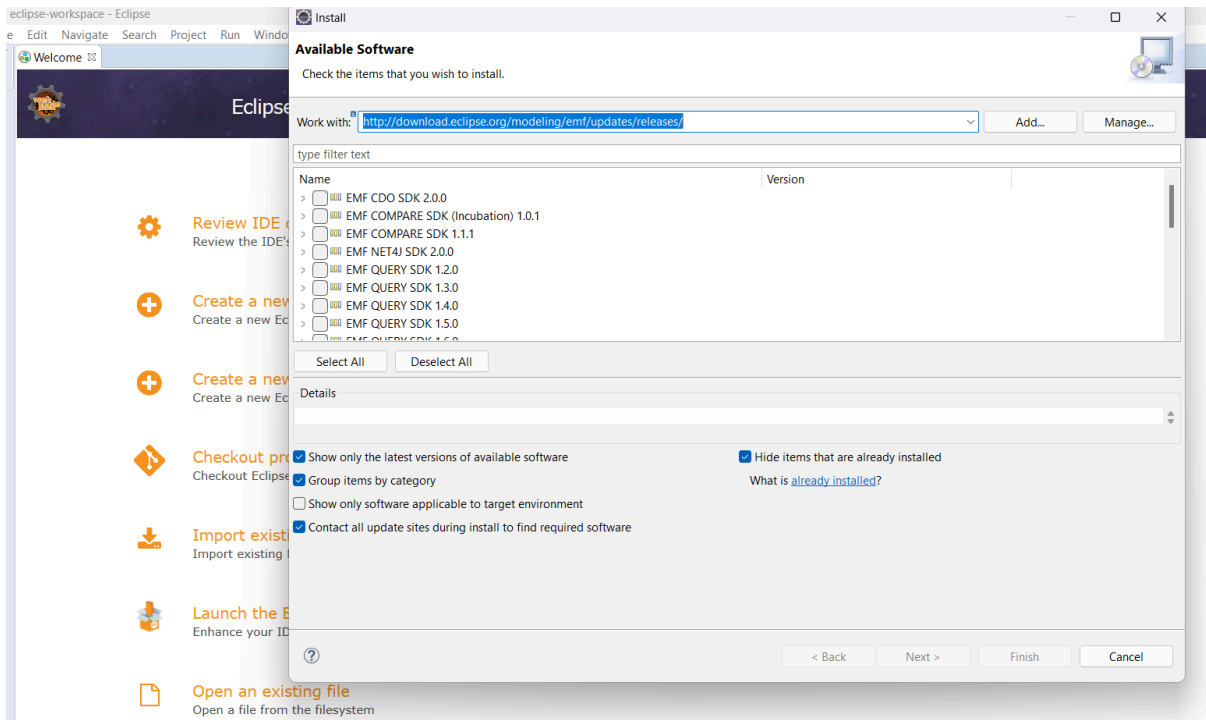 eclipse-workspace - Eclipse
e Edit Navigate Search Project Run Windo
Welcome
Eclipse
Review IDE c
Review the IDE's
Create a new
Create a new Ec
Create a new
Create a new Ec
Checkout pro
Checkout Eclipse
Import existi
Import existing
Launch the E
Enhance your ID
Open an existing file
Open a file from the filesystem
Install
Available Software
Check the items that you wish to install.
Work with: http://download.eclipse.org/modeling/emf/updates/releases/ Add... Manage...
type filter text
Name Version
EMF CDO SDK 2.0.0
EMF COMPARE SDK (Incubation) 1.0.1
EMF COMPARE SDK 1.1.1
EMF NET4J SDK 2.0.0
EMF QUERY SDK 1.2.0
EMF QUERY SDK 1.3.0
EMF QUERY SDK 1.4.0
EMF QUERY SDK 1.5.0
EMF QUERY SDK 1.6.0
Select All Deselect All
Details
Show only the latest versions of available software Hide items that are already installed
Group items by category What is already installed?
Show only software applicable to target environment
Contact all update sites during install to find required software
? < Back Next > Finish Cancel